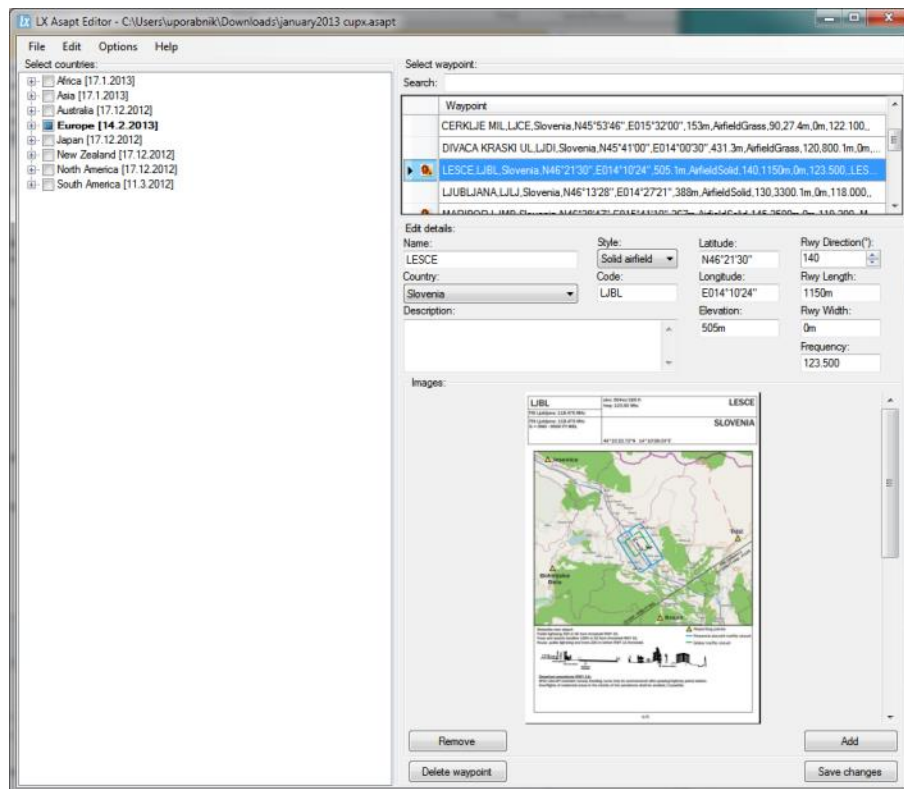 LX Asapt Editor - C:\Users\uporabnik\Downloads\january2013 cupx.asapt
File Edit Options Help
Select countries:
Africa [17.1.2013]
Asia [17.1.2013]
Australia [17.12.2012]
Europe [14.2.2013]
Japan [17.12.2012]
New Zealand [17.12.2012]
North America [17.12.2012]
South America [11.3.2012]
Select waypoint:
Search:
Waypoint
CERKLJE MIL,LJCE,Slovenia,N45°53'46",E015°32'00",153m,AirfieldGrass,90,27.4m,0m,122.100,,
DIVACA KRASKI UL,LJDI,Slovenia,N45°41'00",E014°00'30",431.3m,AirfieldGrass,120,800.1m,0m,...
LESCE,LJBL,Slovenia,N46°21'30",E014°10'24",505.1m,AirfieldSolid,140,1150m,0m,123.500,,LES...
LJUBLJANA,LJLJ,Slovenia,N46°13'28",E014°27'21",388m,AirfieldSolid,130,3300.1m,0m,118.000,,
Edit details:
Name: Style: Latitude: Rwy Direction(°):
LESCE Solid airfield N46°21'30" 140
Country: Code: Longitude: Rwy Length:
Slovenia LJBL E014°10'24" 1150m
Description: Elevation: Rwy Width:
505m 0m
Frequency:
123.500
Images:
LJBL LESCE
SLOVENIA
Remove Add
Delete waypoint Save changes